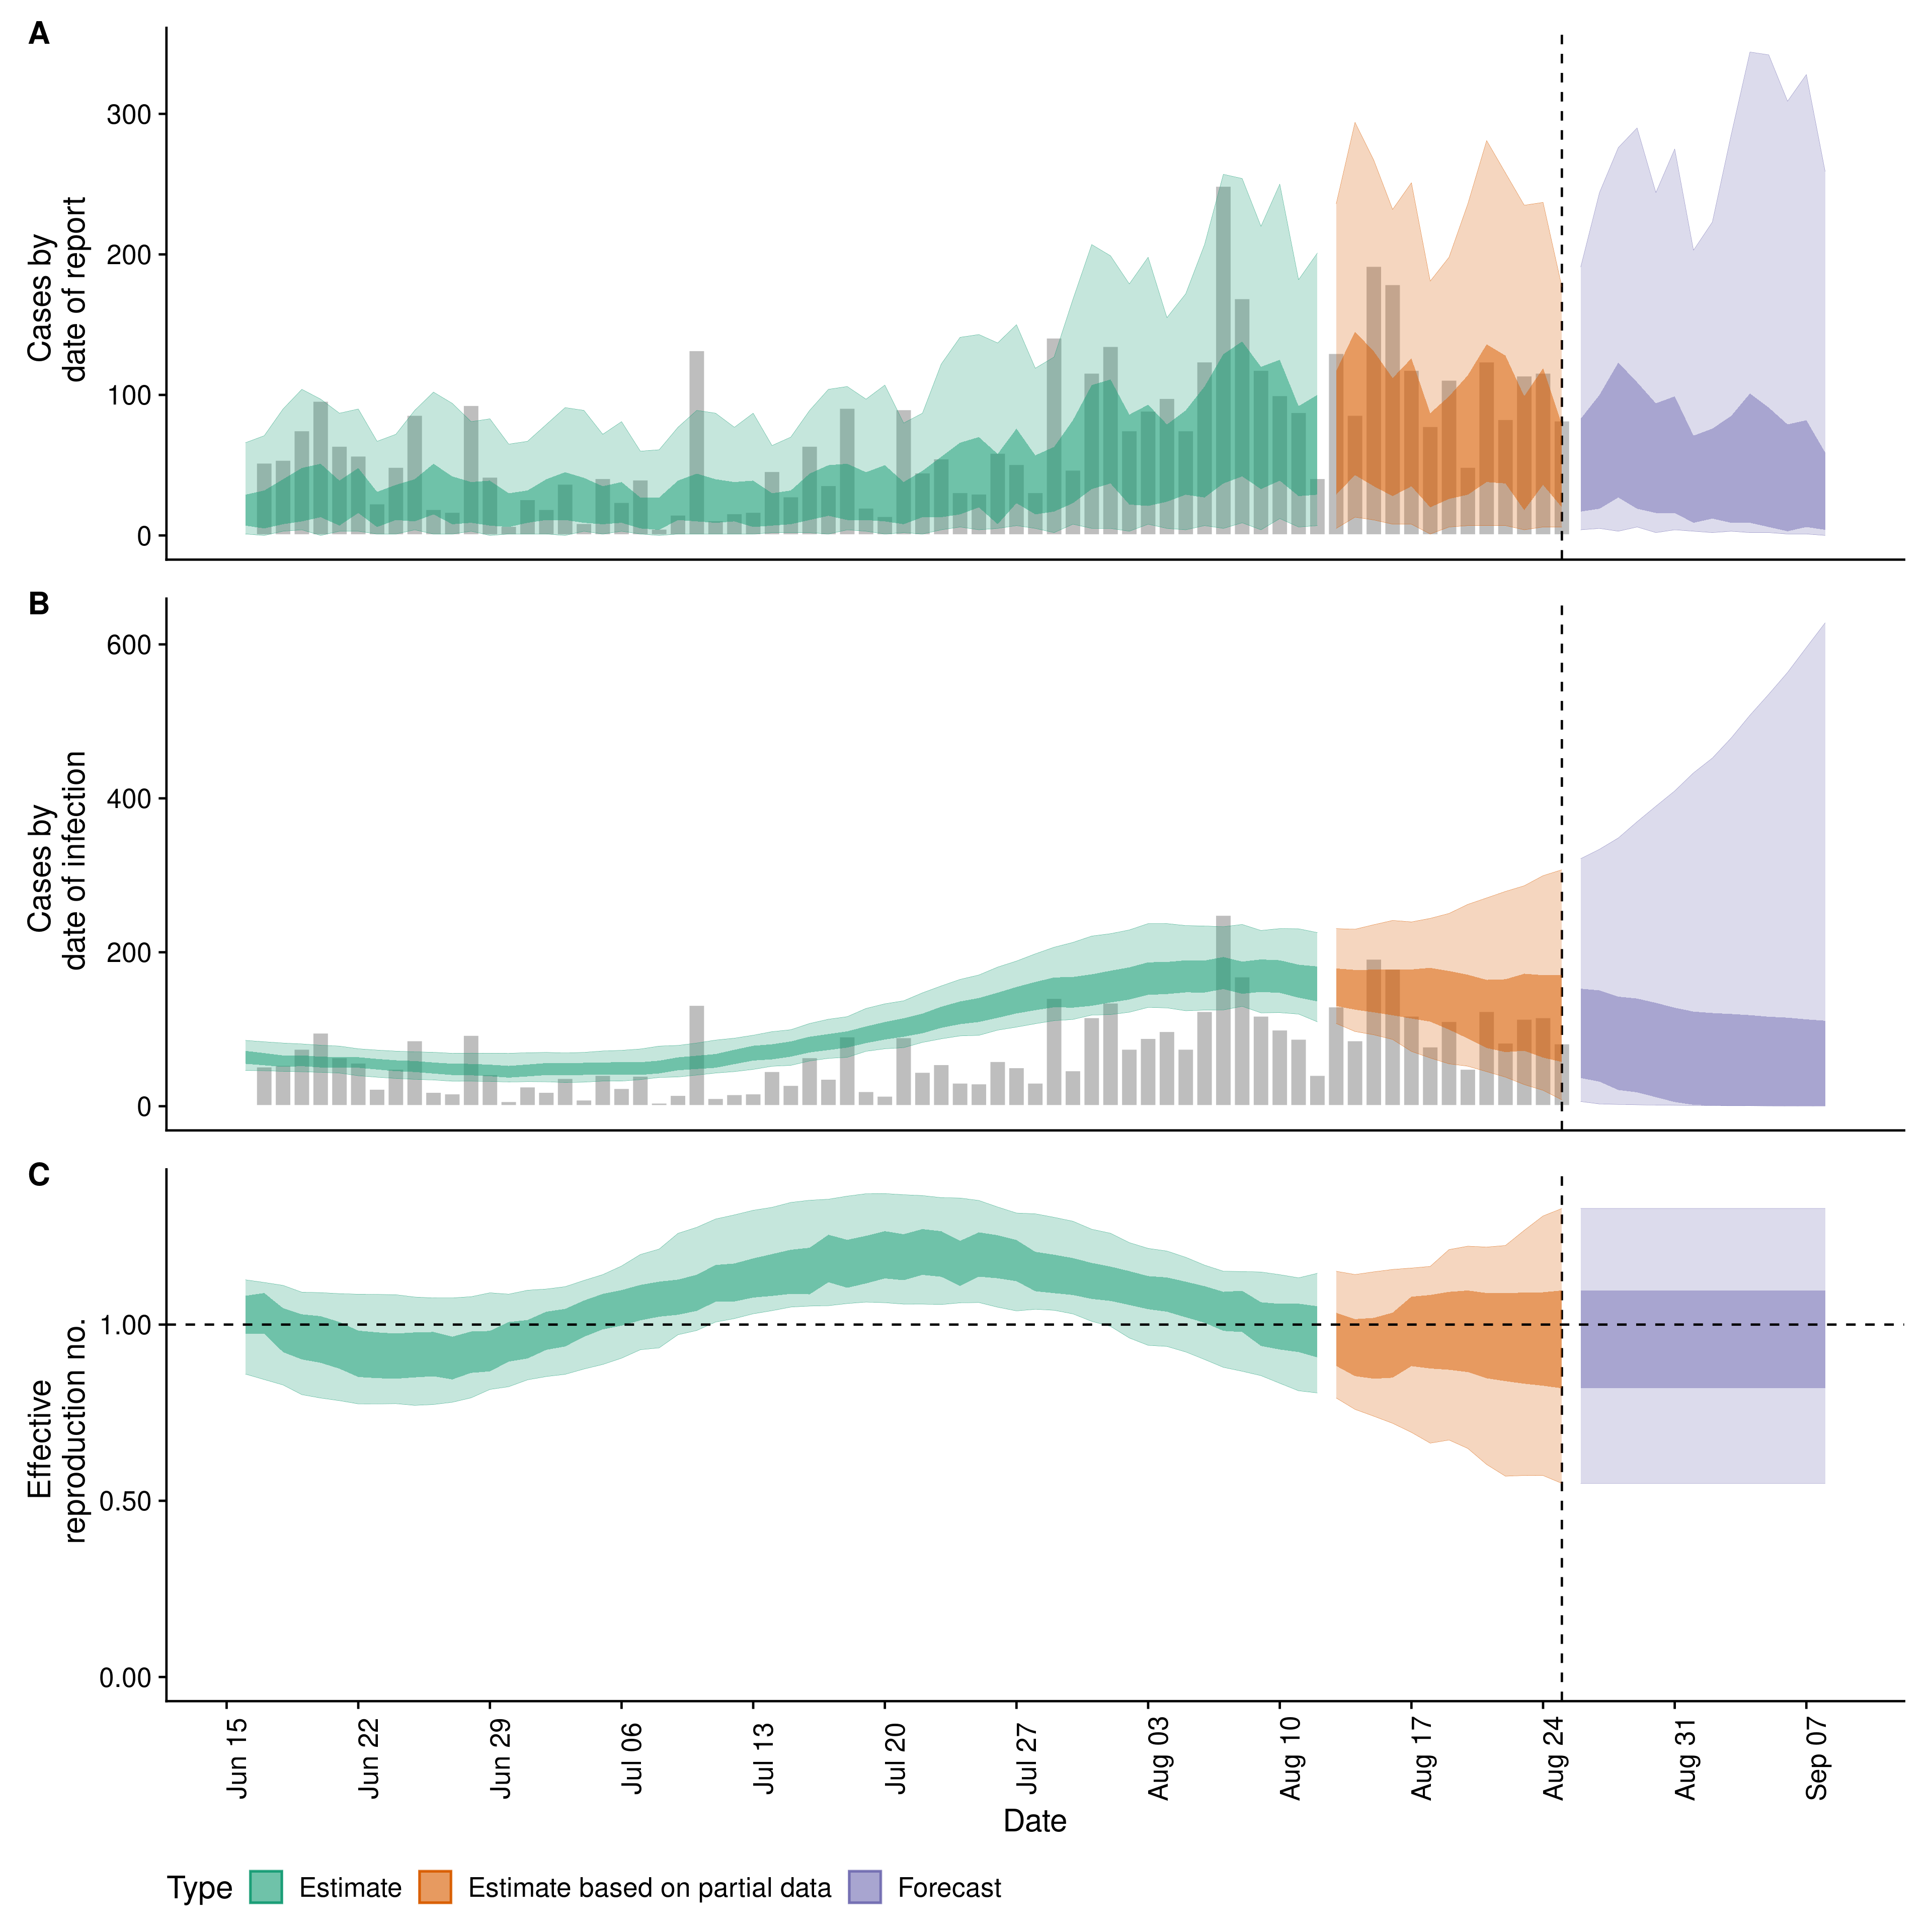 A
300
200
100
0
Cases by
date of report
B
600
400
200
0
Cases by
date of infection
C
1.00
0.50
0.00
Effective
reproduction no.
Jun 15
Jun 22
Jun 29
Jul 06
Jul 13
Jul 20
Jul 27
Aug 03
Aug 10
Aug 17
Aug 24
Aug 31
Sep 07
Date
Type Estimate Estimate based on partial data Forecast